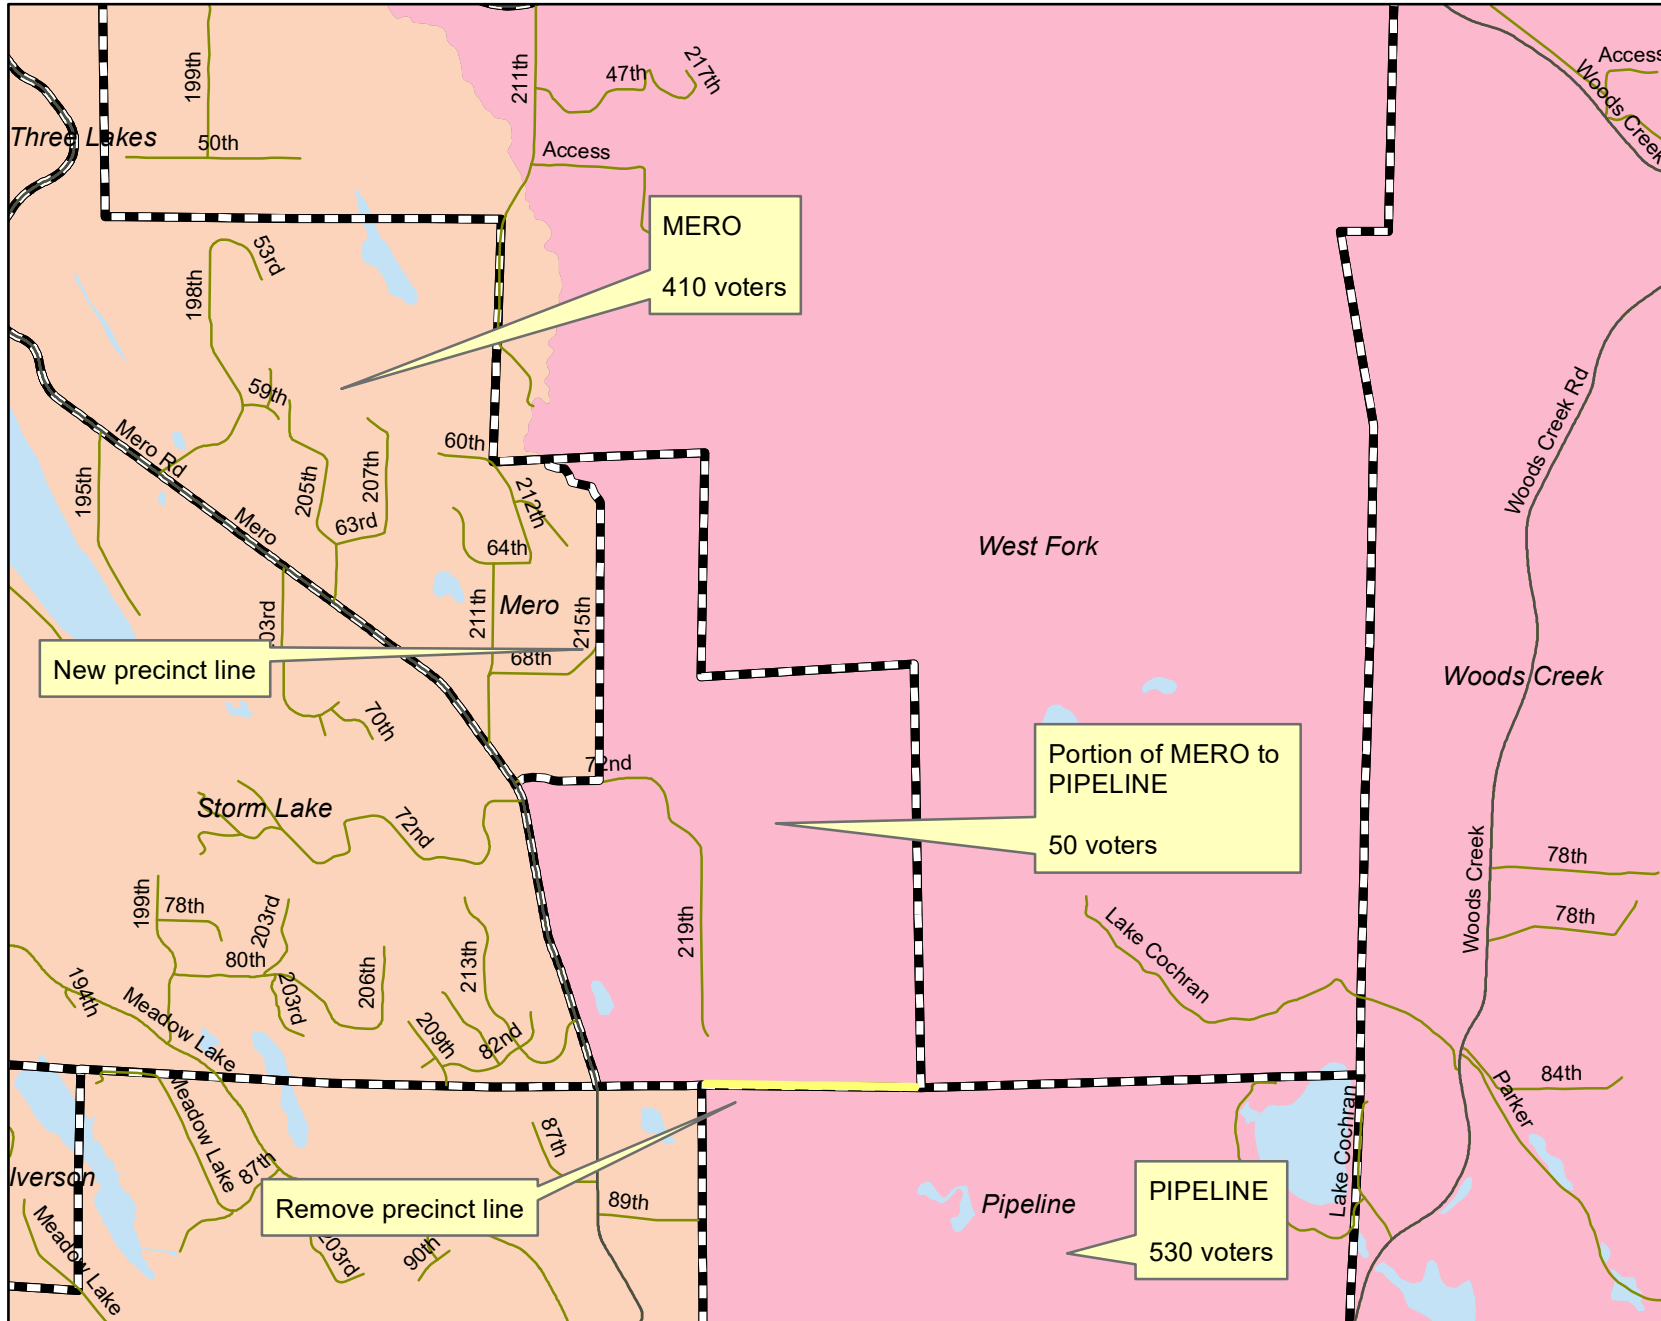 199th
211th
47th
217th
Access
Woods Creek
Three Lakes
50th
Access
MERO
410 voters
53rd
198th
59th
Mero Rd
Woods Creek Rd
60th
195th
205th
207th
212th
Mero
63rd
64th
West Fork
03rd
211th
Mero
215th
New precinct line
68th
Woods Creek
70th
72nd
Portion of MERO to
PIPELINE
50 voters
Storm Lake
72nd
78th
199th
78th
203rd
Woods Creek
78th
219th
Lake Cochran
80th
206th
213th
194th
203rd
Meadow Lake
209th
82nd
84th
Parker
Meadow Lake
87th
Lake Cochran
Iverson
87th
PIPELINE
530 voters
Remove precinct line
89th
Pipeline
Meadow Lake
203rd
90th